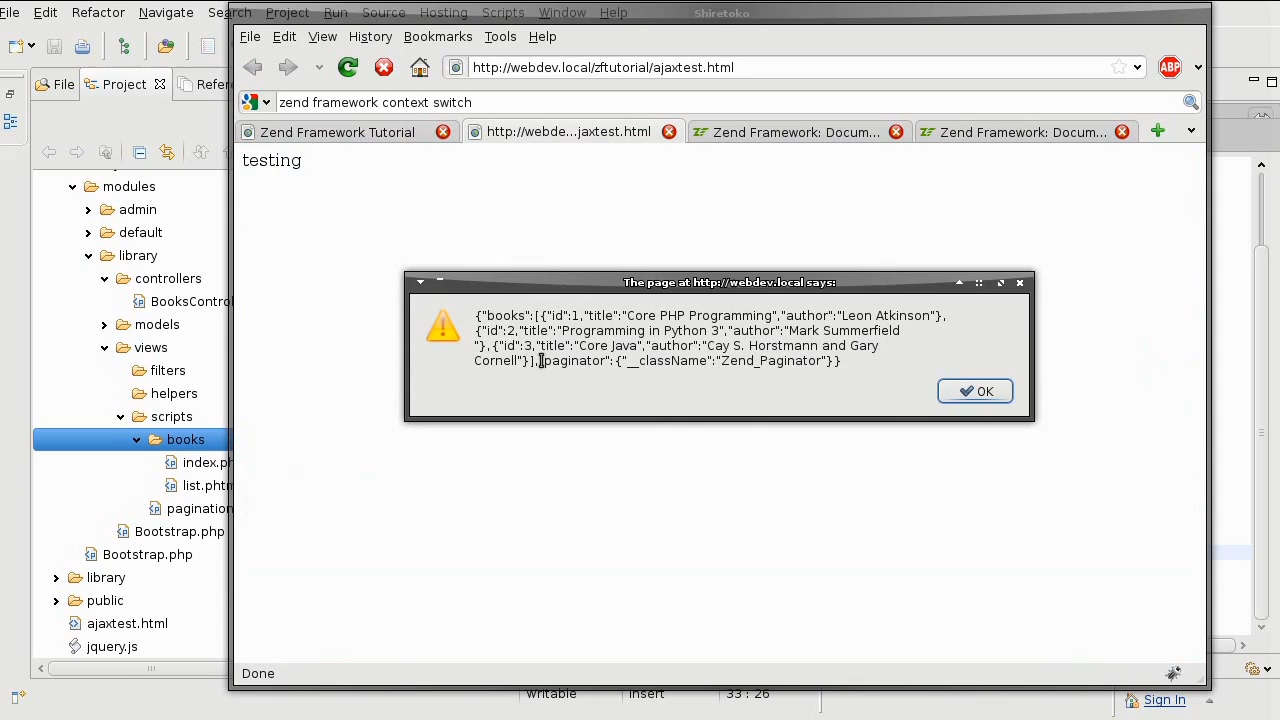 File Edit Navigate Search Project Run Source Hosting Scripts Window Help
Shiretoko
File Edit View History Bookmarks Tools Help
http://webdev.local/zftutorial/ajaxtest.html
ABP
zend framework context switch
Zend Framework Tutorial
http://webde...jaxtest.html
Zend Framework: Docum...
Zend Framework: Docum...
File
Project
Refere
testing
modules
admin
default
library
controllers
BooksContro
models
views
filters
helpers
scripts
books
index.ph
list.phtm
pagination
Bootstrap.php
Bootstrap.php
library
public
ajaxtest.html
jquery.js
The page at http://webdev.local says:
{"books":[{"id":1,"title":"Core PHP Programming","author":"Leon Atkinson"},
{"id":2,"title":"Programming in Python 3","author":"Mark Summerfield
"},{"id":3,"title":"Core Java","author":"Cay S. Horstmann and Gary
Cornell"}],"paginator":{"__className":"Zend_Paginator"}}
OK
Done
Writable
Insert
33 : 26
Sign In